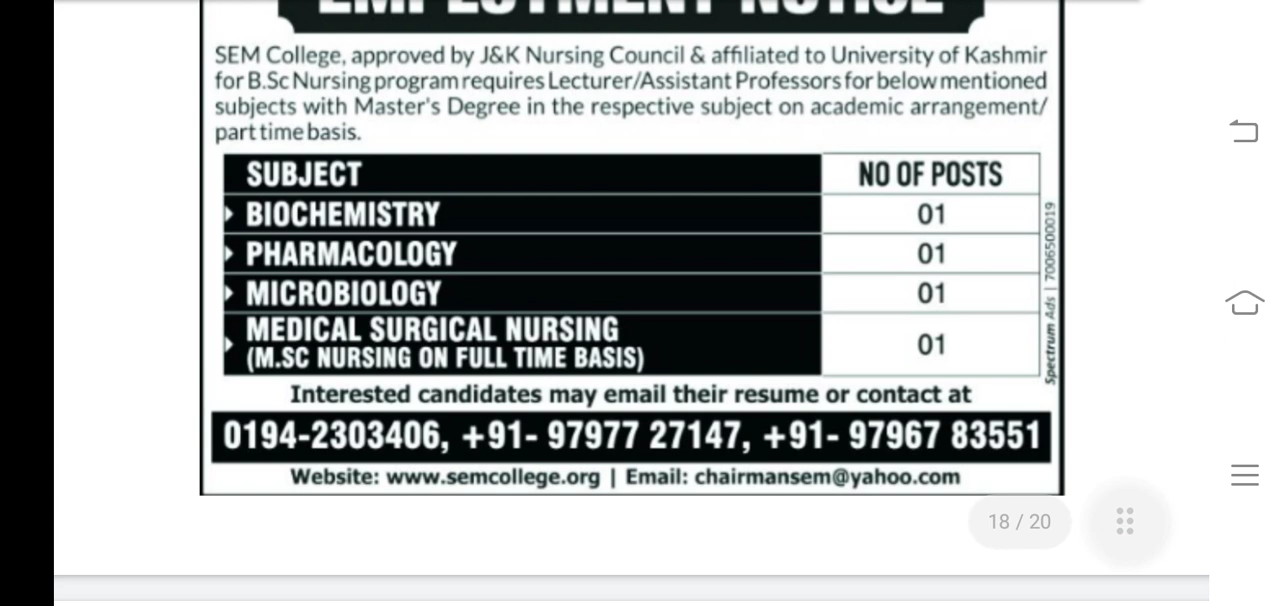 EMPLOYMENT NOTICE
SEM College, approved by J&K Nursing Council & affiliated to University of Kashmir
for B.Sc Nursing program requires Lecturer/Assistant Professors for below mentioned
subjects with Master's Degree in the respective subject on academic arrangement/
part time basis.
SUBJECT NO OF POSTS
BIOCHEMISTRY 01
PHARMACOLOGY 01
MICROBIOLOGY 01
MEDICAL SURGICAL NURSING
(M.SC NURSING ON FULL TIME BASIS) 01
Spectrum Ads | 7006500019
Interested candidates may email their resume or contact at
0194-2303406, +91- 97977 27147, +91- 97967 83551
Website: www.semcollege.org | Email: chairmansem@yahoo.com
18 / 20